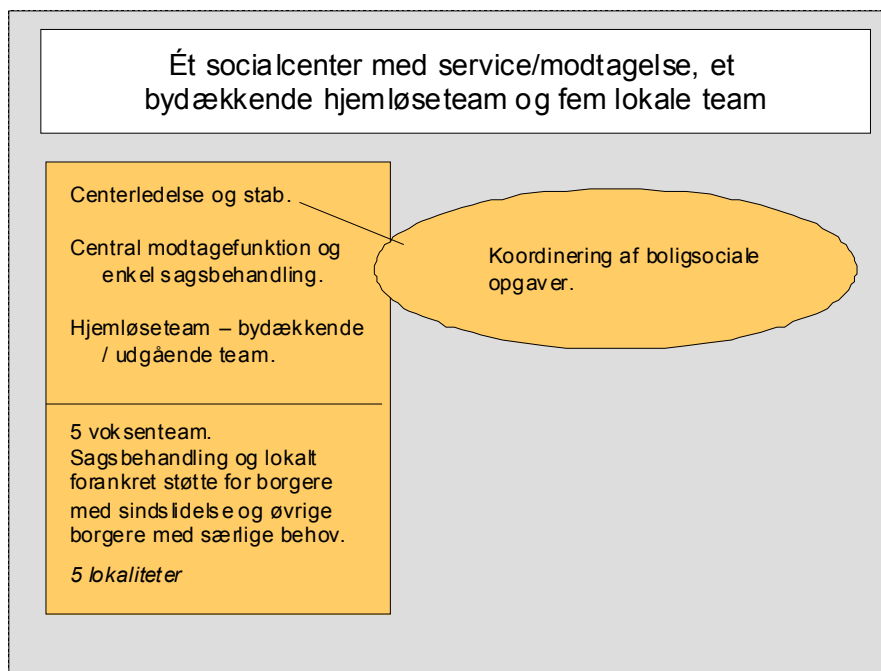 Ét socialcenter med service/modtagelse, et
bydækkende hjemløseteam og fem lokale team
Centerledelse og stab.
Central modtagefunktion og
enkel sagsbehandling.
Hjemløseteam – bydækkende
/ udgående team.
Koordinering af boligsociale
opgaver.
5 voksenteam.
Sagsbehandling og lokalt
forankret støtte for borgere
med sindslidelse og øvrige
borgere med særlige behov.
5 lokaliteter